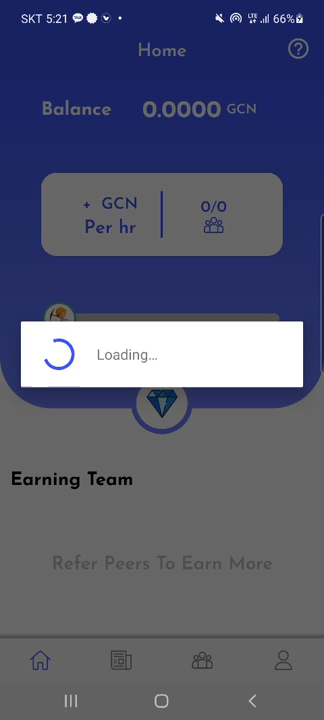 SKT 5:21
LTE 66%
Home
Balance 0.0000 GCN
+ GCN
Per hr
0/0
Loading...
Earning Team
Refer Peers To Earn More